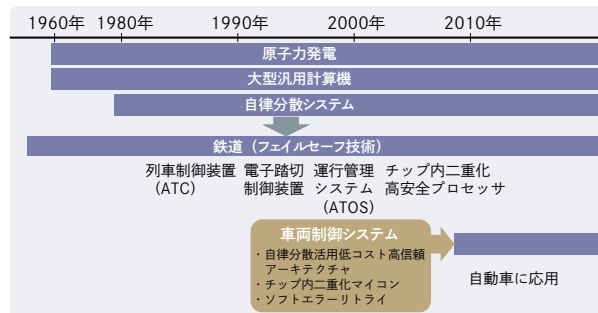 1960年 1980年 1990年 2000年 2010年
原子力発電
大型汎用計算機
自律分散システム
鉄道（フェイルセーフ技術）
列車制御装置
（ATC）
電子踏切
制御装置
運行管理
システム
（ATOS）
チップ内二重化
高安全プロセッサ
車両制御システム
・自律分散活用低コスト高信頼
アーキテクチャ
・チップ内二重化マイコン
・ソフトエラーリトライ
自動車に応用